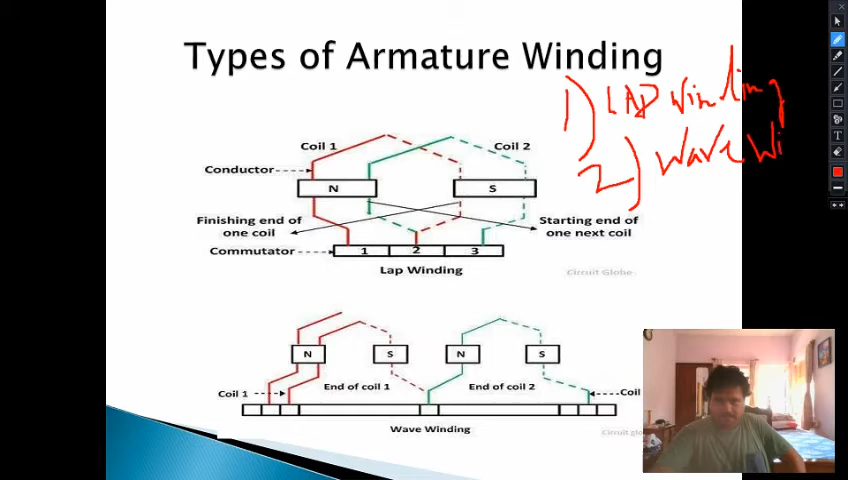 Types of Armature Winding
1) LAP Winding
2) Wave Wi
Coil 1
Coil 2
Conductor
N
S
Finishing end of
one coil
Starting end of
one next coil
Commutator
1 2 3
Lap Winding
Circuit Globe
N S N S
Coil 1
End of coil 1
End of coil 2
Coil
Wave Winding
Circuit glob
T